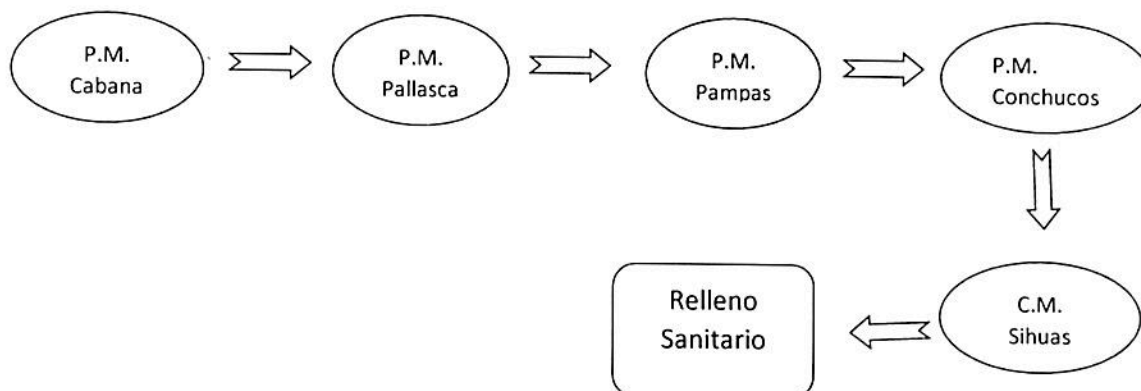 P.M.
Cabana
P.M.
Pallasca
P.M.
Pampas
P.M.
Conchucos
C.M.
Sihuas
Relleno
Sanitario